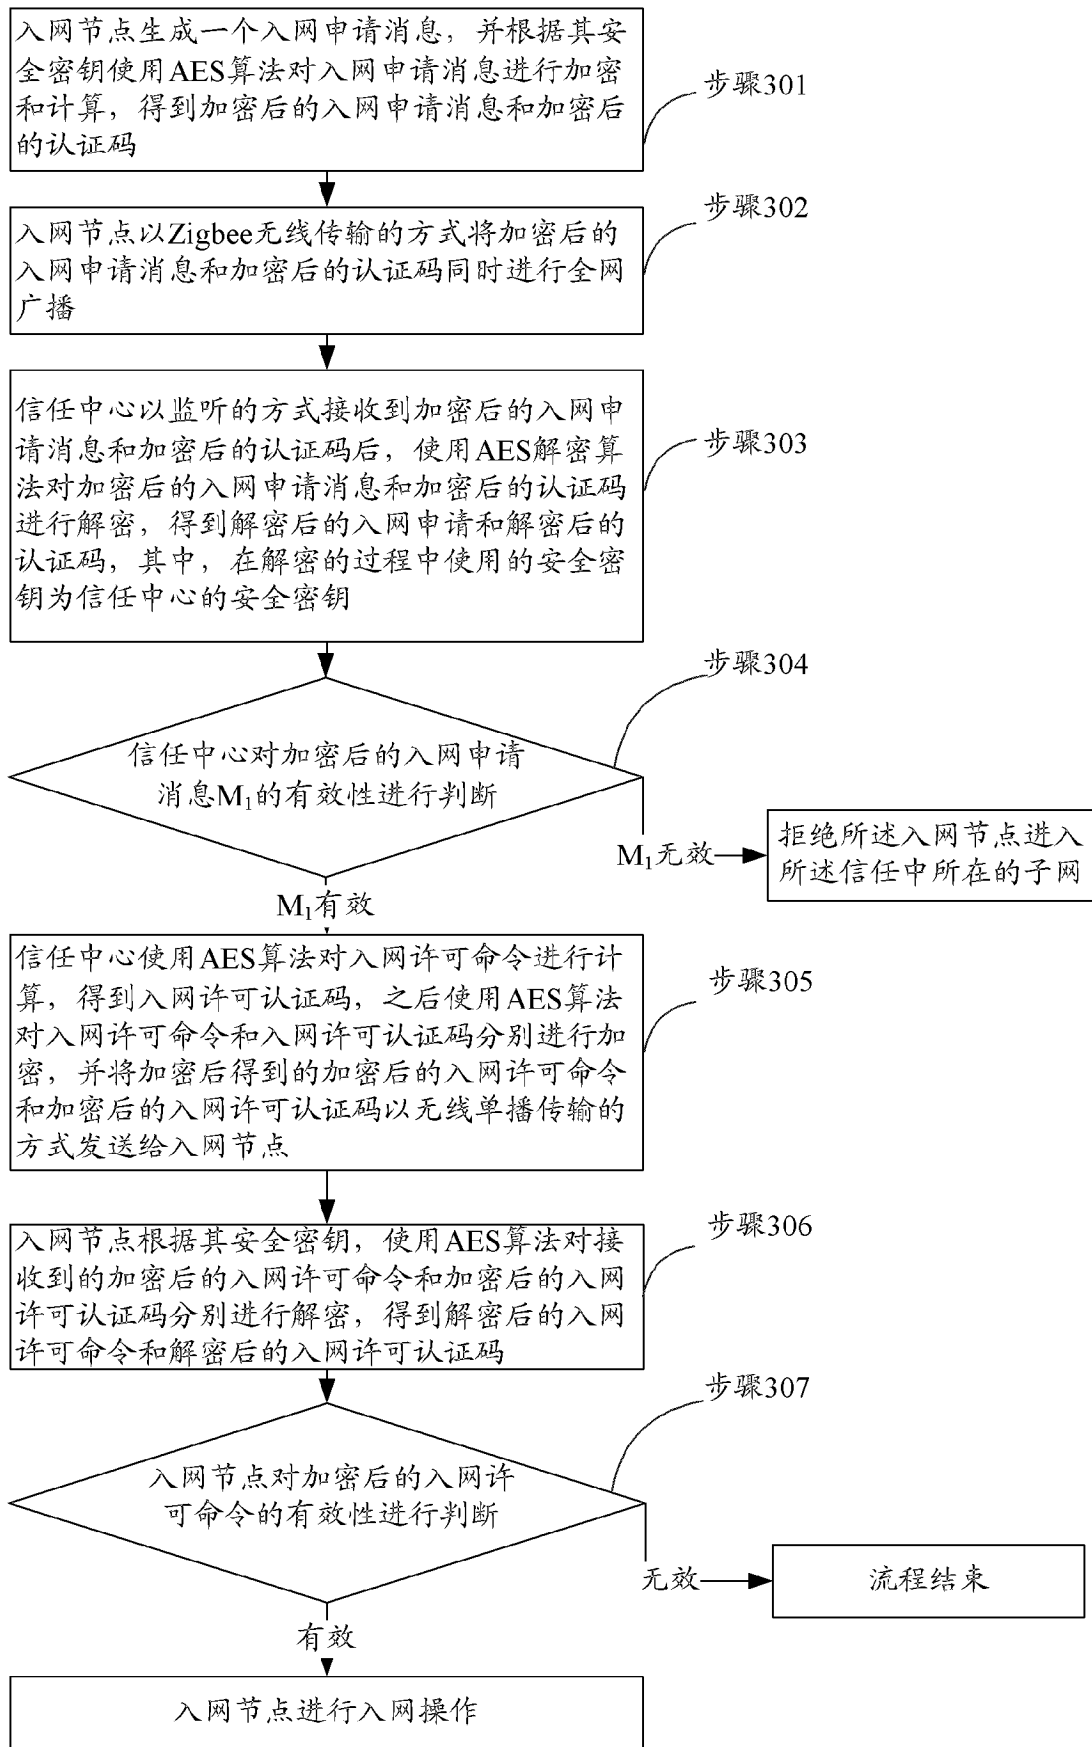 入网节点生成一个入网申请消息，并根据其安
全密钥使用AES算法对入网申请消息进行加密
和计算，得到加密后的入网申请消息和加密后
的认证码
步骤301
入网节点以Zigbee无线传输的方式将加密后的
入网申请消息和加密后的认证码同时进行全网
广播
步骤302
信任中心以监听的方式接收到加密后的入网申
请消息和加密后的认证码后，使用AES解密算
法对加密后的入网申请消息和加密后的认证码
进行解密，得到解密后的入网申请和解密后的
认证码，其中，在解密的过程中使用的安全密
钥为信任中心的安全密钥
步骤303
信任中心对加密后的入网申请
消息M₁的有效性进行判断
步骤304
M₁无效
拒绝所述入网节点进入
所述信任中所在的子网
M₁有效
信任中心使用AES算法对入网许可命令进行计
算，得到入网许可认证码，之后使用AES算法
对入网许可命令和入网许可认证码分别进行加
密，并将加密后得到的加密后的入网许可命令
和加密后的入网许可认证码以无线单播传输的
方式发送给入网节点
步骤305
入网节点根据其安全密钥，使用AES算法对接
收到的加密后的入网许可命令和加密后的入网
许可认证码分别进行解密，得到解密后的入网
许可命令和解密后的入网许可认证码
步骤306
入网节点对加密后的入网许
可命令的有效性进行判断
步骤307
无效
流程结束
有效
入网节点进行入网操作